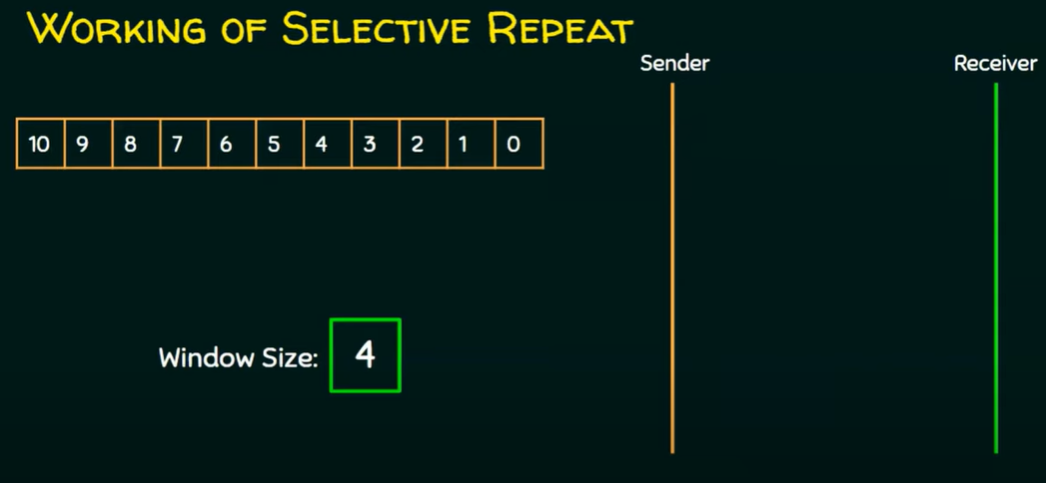 WORKING OF SELECTIVE REPEAT
Sender Receiver
10 9 8 7 6 5 4 3 2 1 0
Window Size: 4